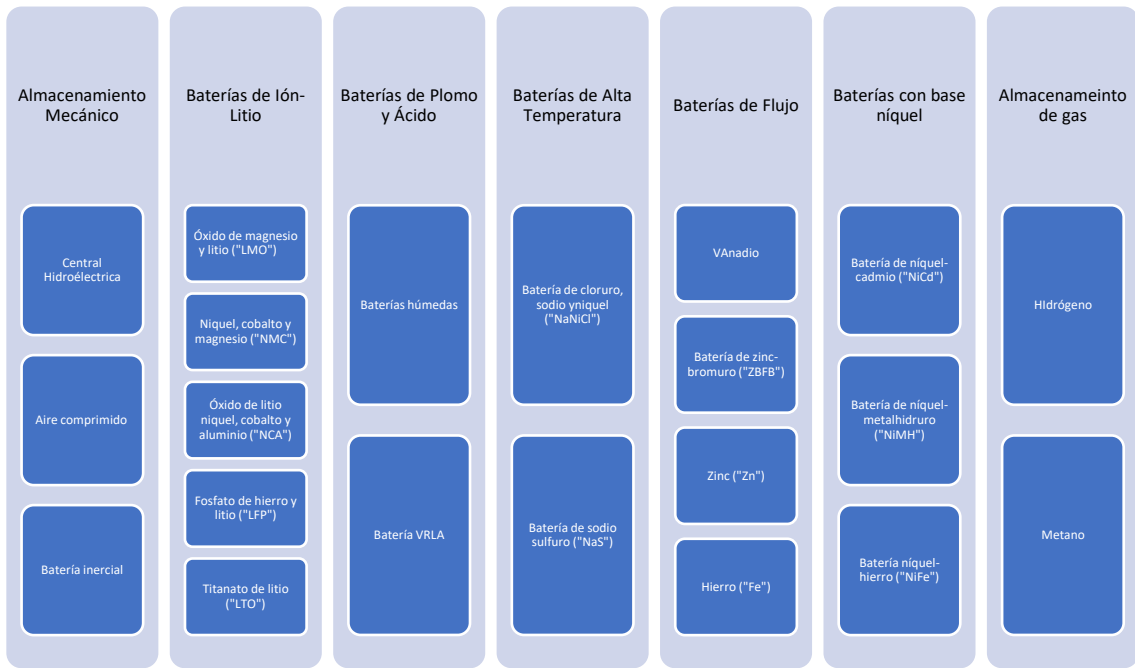 Almacenamiento
Mecánico
Central
Hidroélectrica
Aire comprimido
Batería inercial
Baterías de Ión-
Litio
Óxido de magnesio
y litio ("LMO")
Niquel, cobalto y
magnesio ("NMC")
Óxido de litio
niquel, cobalto y
aluminio ("NCA")
Fosfato de hierro y
litio ("LFP")
Titanato de litio
("LTO")
Baterías de Plomo
y Ácido
Baterías húmedas
Batería VRLA
Baterías de Alta
Temperatura
Batería de cloruro,
sodio yniquel
("NaNiCl")
Batería de sodio
sulfuro ("NaS")
Baterías de Flujo
VAnadio
Batería de zinc-
bromuro ("ZBFB")
Zinc ("Zn")
Hierro ("Fe")
Baterías con base
níquel
Batería de níquel-
cadmio ("NiCd")
Batería de níquel-
metalhidruro
("NiMH")
Batería níquel-
hierro ("NiFe")
Almacenameinto
de gas
HIdrógeno
Metano